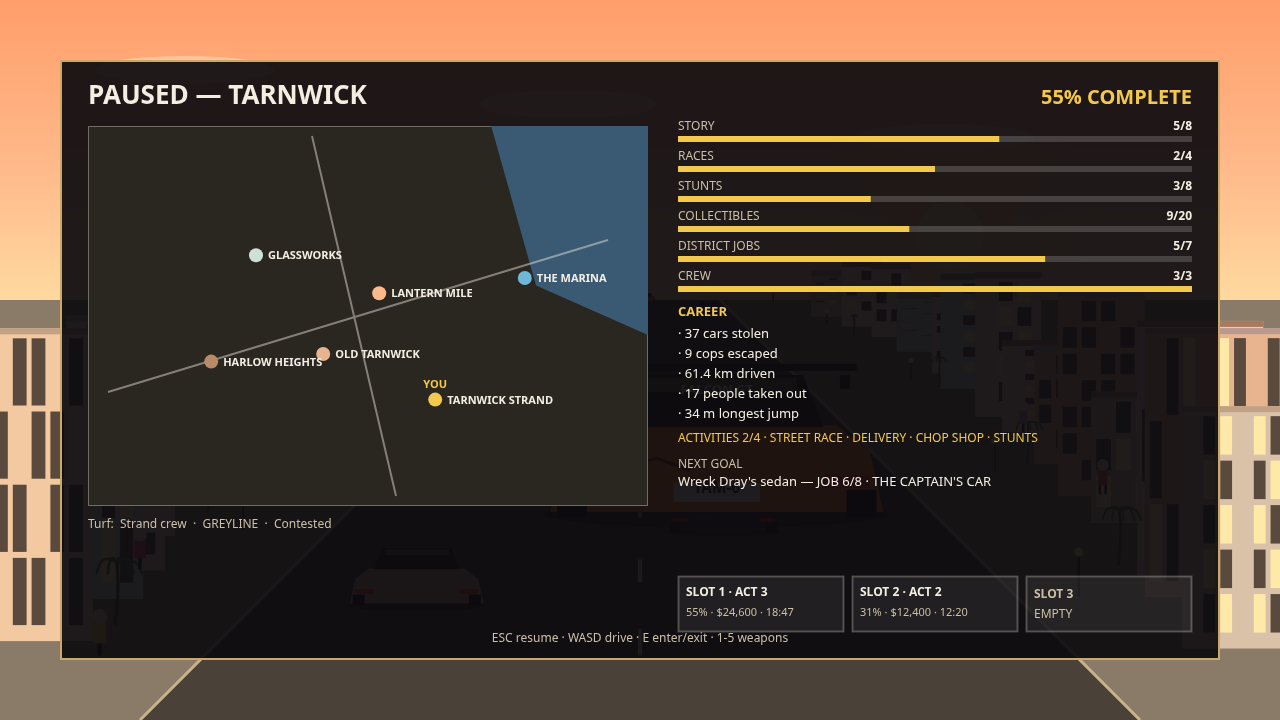 PAUSED — TARNWICK
55% COMPLETE
GLASSWORKS
THE MARINA
LANTERN MILE
OLD TARNWICK
HARLOW HEIGHTS
YOU
TARNWICK STRAND
Turf: Strand crew · GREYLINE · Contested
STORY 5/8
RACES 2/4
STUNTS 3/8
COLLECTIBLES 9/20
DISTRICT JOBS 5/7
CREW 3/3
CAREER
· 37 cars stolen
· 9 cops escaped
· 61.4 km driven
· 17 people taken out
· 34 m longest jump
ACTIVITIES 2/4 · STREET RACE · DELIVERY · CHOP SHOP · STUNTS
NEXT GOAL
Wreck Dray's sedan — JOB 6/8 · THE CAPTAIN'S CAR
SLOT 1 · ACT 3
55% · $24,600 · 18:47
SLOT 2 · ACT 2
31% · $12,400 · 12:20
SLOT 3
EMPTY
ESC resume · WASD drive · E enter/exit · 1-5 weapons